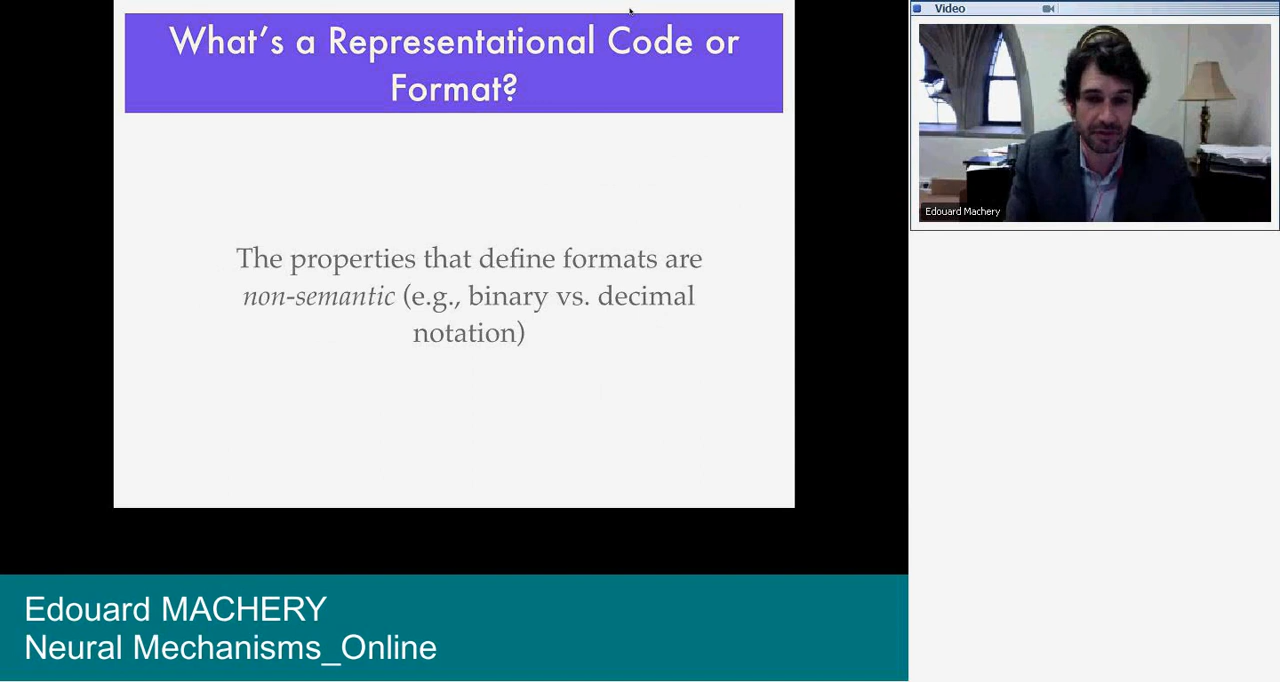 What's a Representational Code or
Format?
The properties that define formats are
non-semantic (e.g., binary vs. decimal
notation)
Video
Edouard Machery
Edouard MACHERY
Neural Mechanisms_Online